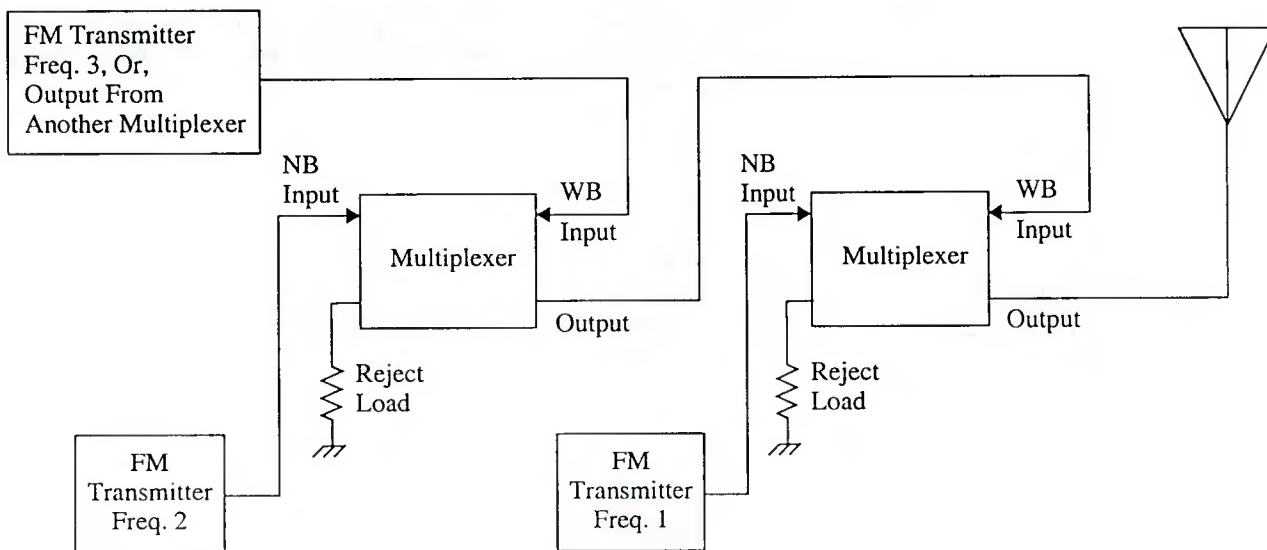 FM Transmitter
Freq. 3, Or,
Output From
Another Multiplexer
NB
Input
WB
Input
Multiplexer
Output
Reject
Load
FM
Transmitter
Freq. 2
NB
Input
WB
Input
Multiplexer
Output
Reject
Load
FM
Transmitter
Freq. 1